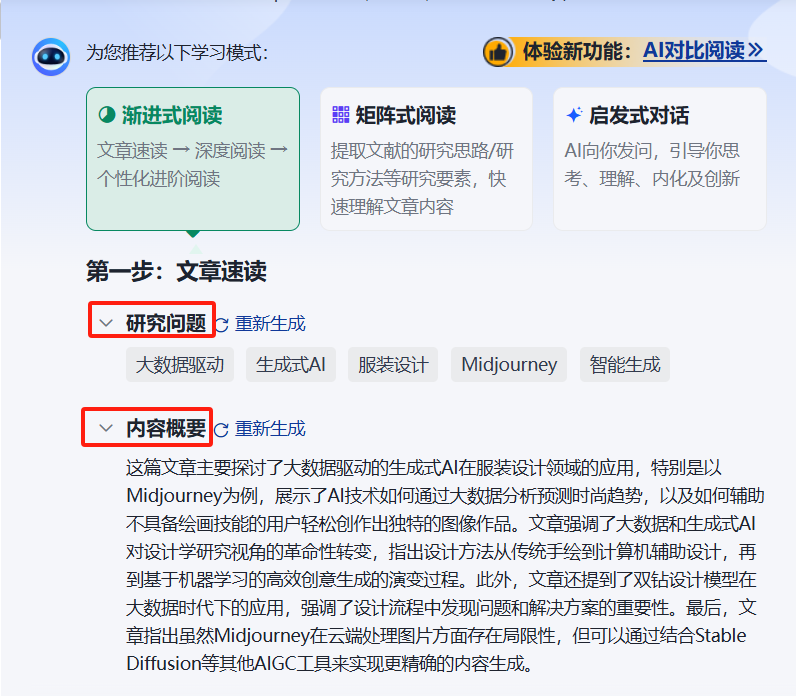 为您推荐以下学习模式：
体验新功能：AI对比阅读
渐进式阅读
文章速读 → 深度阅读 →
个性化进阶阅读
矩阵式阅读
提取文献的研究思路/研
究方法等研究要素，快
速理解文章内容
启发式对话
AI向你发问，引导你思
考、理解、内化及创新
第一步：文章速读
研究问题 重新生成
大数据驱动 生成式AI 服装设计 Midjourney 智能生成
内容概要 重新生成
这篇文章主要探讨了大数据驱动的生成式AI在服装设计领域的应用，特别是以
Midjourney为例，展示了AI技术如何通过大数据分析预测时尚趋势，以及如何辅助
不具备绘画技能的用户轻松创作出独特的图像作品。文章强调了大数据和生成式AI
对设计学研究视角的革命性转变，指出设计方法从传统手绘到计算机辅助设计，再
到基于机器学习的高效创意生成的演变过程。此外，文章还提到了双钻设计模型在
大数据时代下的应用，强调了设计流程中发现问题和解决方案的重要性。最后，文
章指出虽然Midjourney在云端处理图片方面存在局限性，但可以通过结合Stable
Diffusion等其他AIGC工具来实现更精确的内容生成。